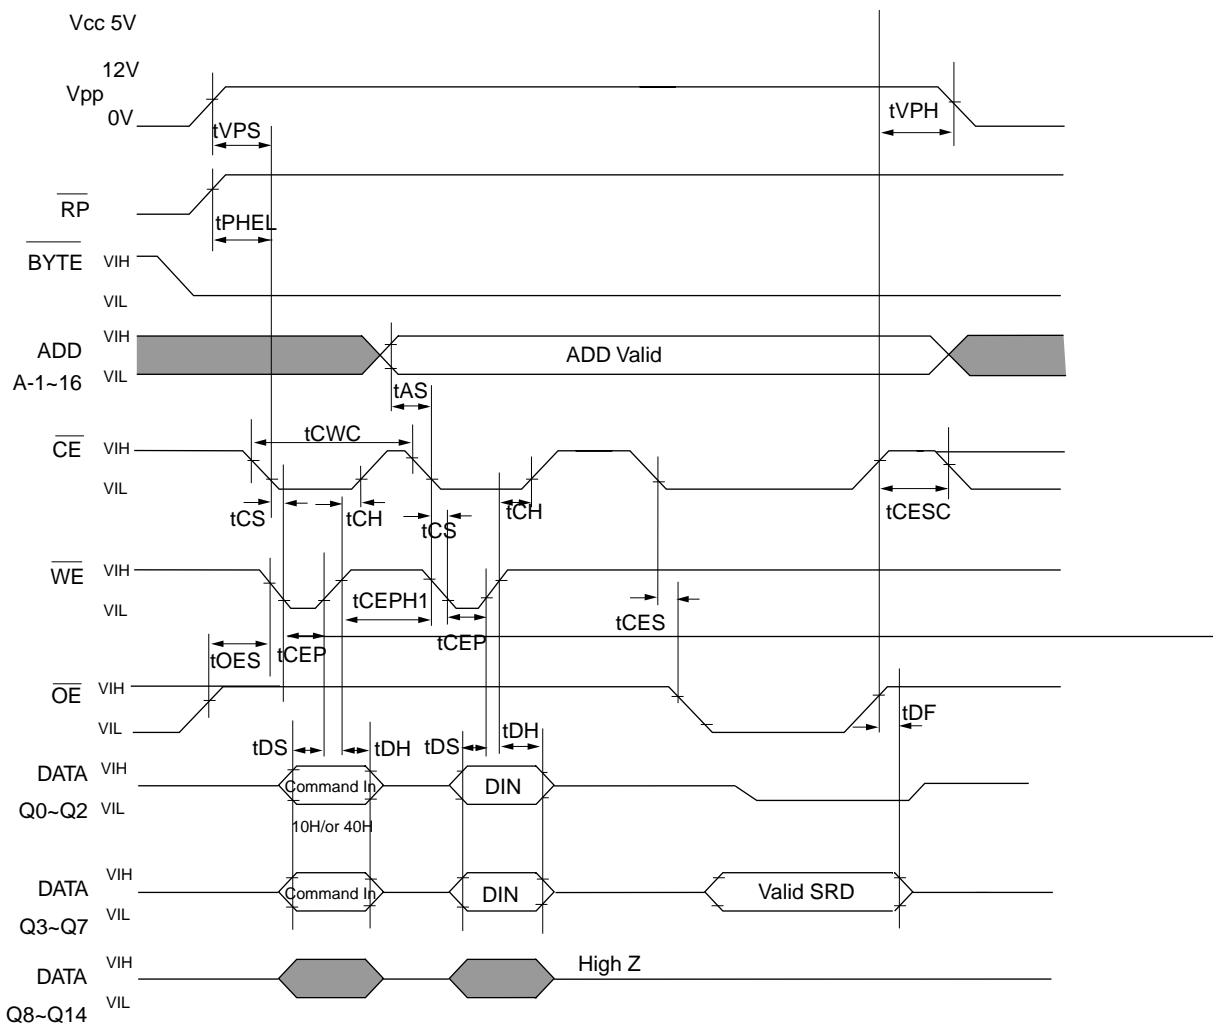 Vcc 5V
12V
Vpp
0V
tVPS
tVPH
RP
tPHEL
BYTE
VIH
VIL
ADD
A-1~16
VIH
VIL
ADD Valid
tAS
CE
VIH
VIL
tCWC
tCS
tCH
tCS
tCH
tCESC
WE
VIH
VIL
tCEPH1
tCES
tOES
tCEP
tCEP
OE
VIH
VIL
tDF
tDS
tDH
tDS
tDH
DATA
Q0~Q2
VIH
VIL
Command In
DIN
10H/or 40H
DATA
Q3~Q7
VIH
VIL
Command In
DIN
Valid SRD
DATA
Q8~Q14
VIH
VIL
High Z